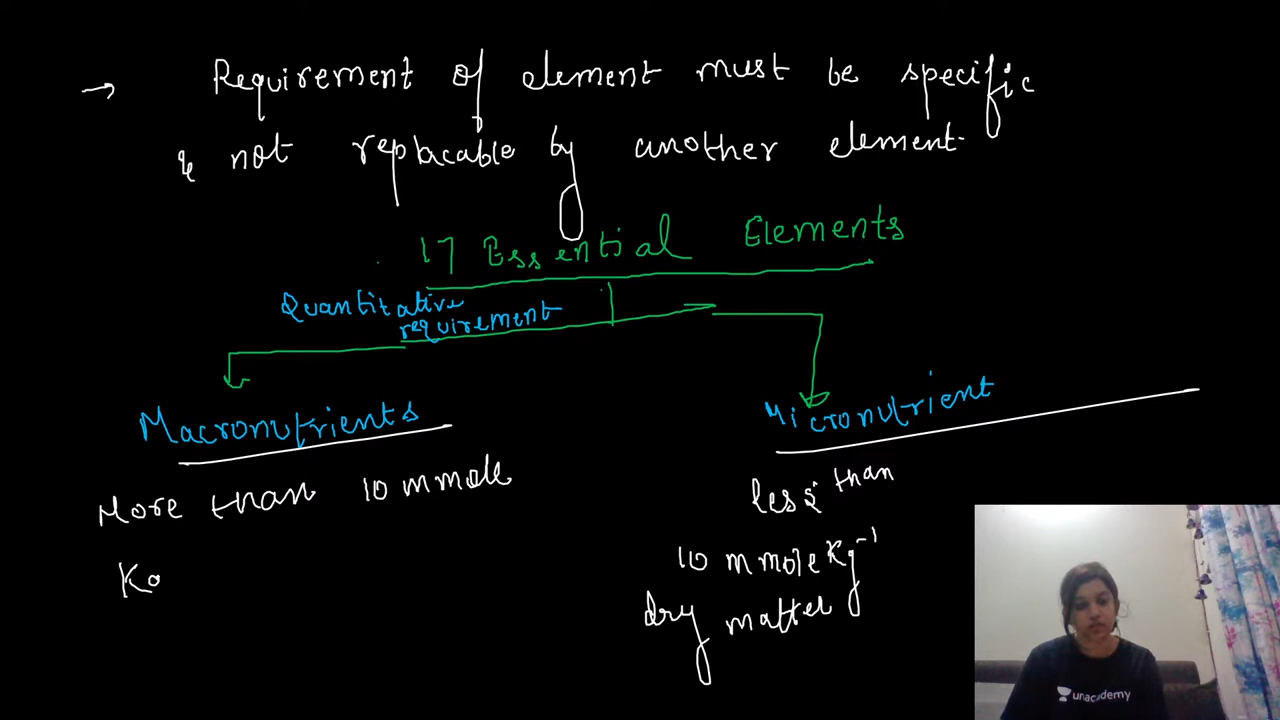 → Requirement of element must be specific
& not replacable by another element.
17 Essential Elements
Quantitative
requirement
Macronutrients
Micronutrient
More than 10 mmole
less than
10 mmole Kg⁻¹
dry matter
unacademy